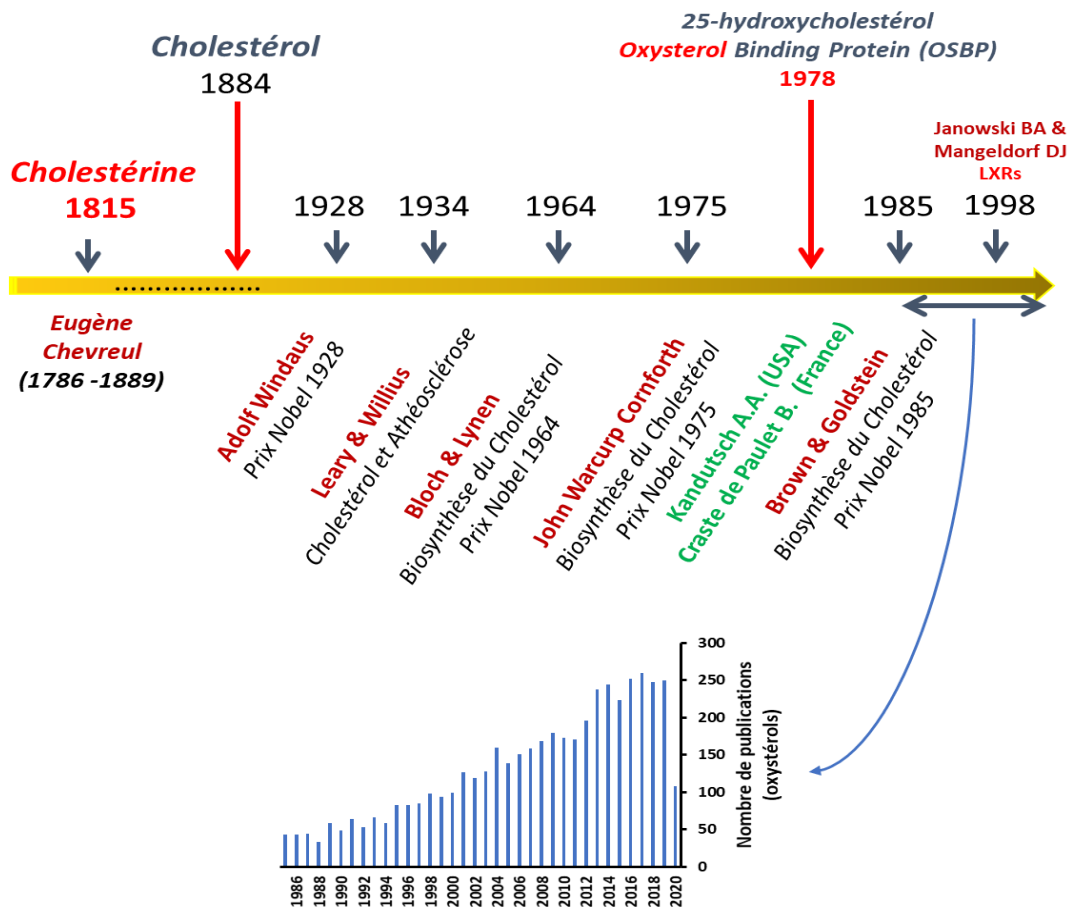 Cholestérol
1884
25-hydroxycholestérol
Oxysterol Binding Protein (OSBP)
1978
Janowski BA &
Mangeldorf DJ
LXRs
Cholestérine
1815
1928
1934
1964
1975
1985
1998
Eugène
Chevreul
(1786 -1889)
Adolf Windaus
Prix Nobel 1928
Leary & Willius
Cholestérol et Athéosclérose
Bloch & Lynen
Biosynthèse du Cholestérol
Prix Nobel 1964
John Warcurp Cornforth
Biosynthèse du Cholestérol
Prix Nobel 1975
Kandutsch A.A. (USA)
Craste de Paulet B. (France)
Brown & Goldstein
Biosynthèse du Cholestérol
Prix Nobel 1985
300
250
200
150
100
50
0
Nombre de publications
(oxystérols)
1986
1988
1990
1992
1994
1996
1998
2000
2002
2004
2006
2008
2010
2012
2014
2016
2018
2020